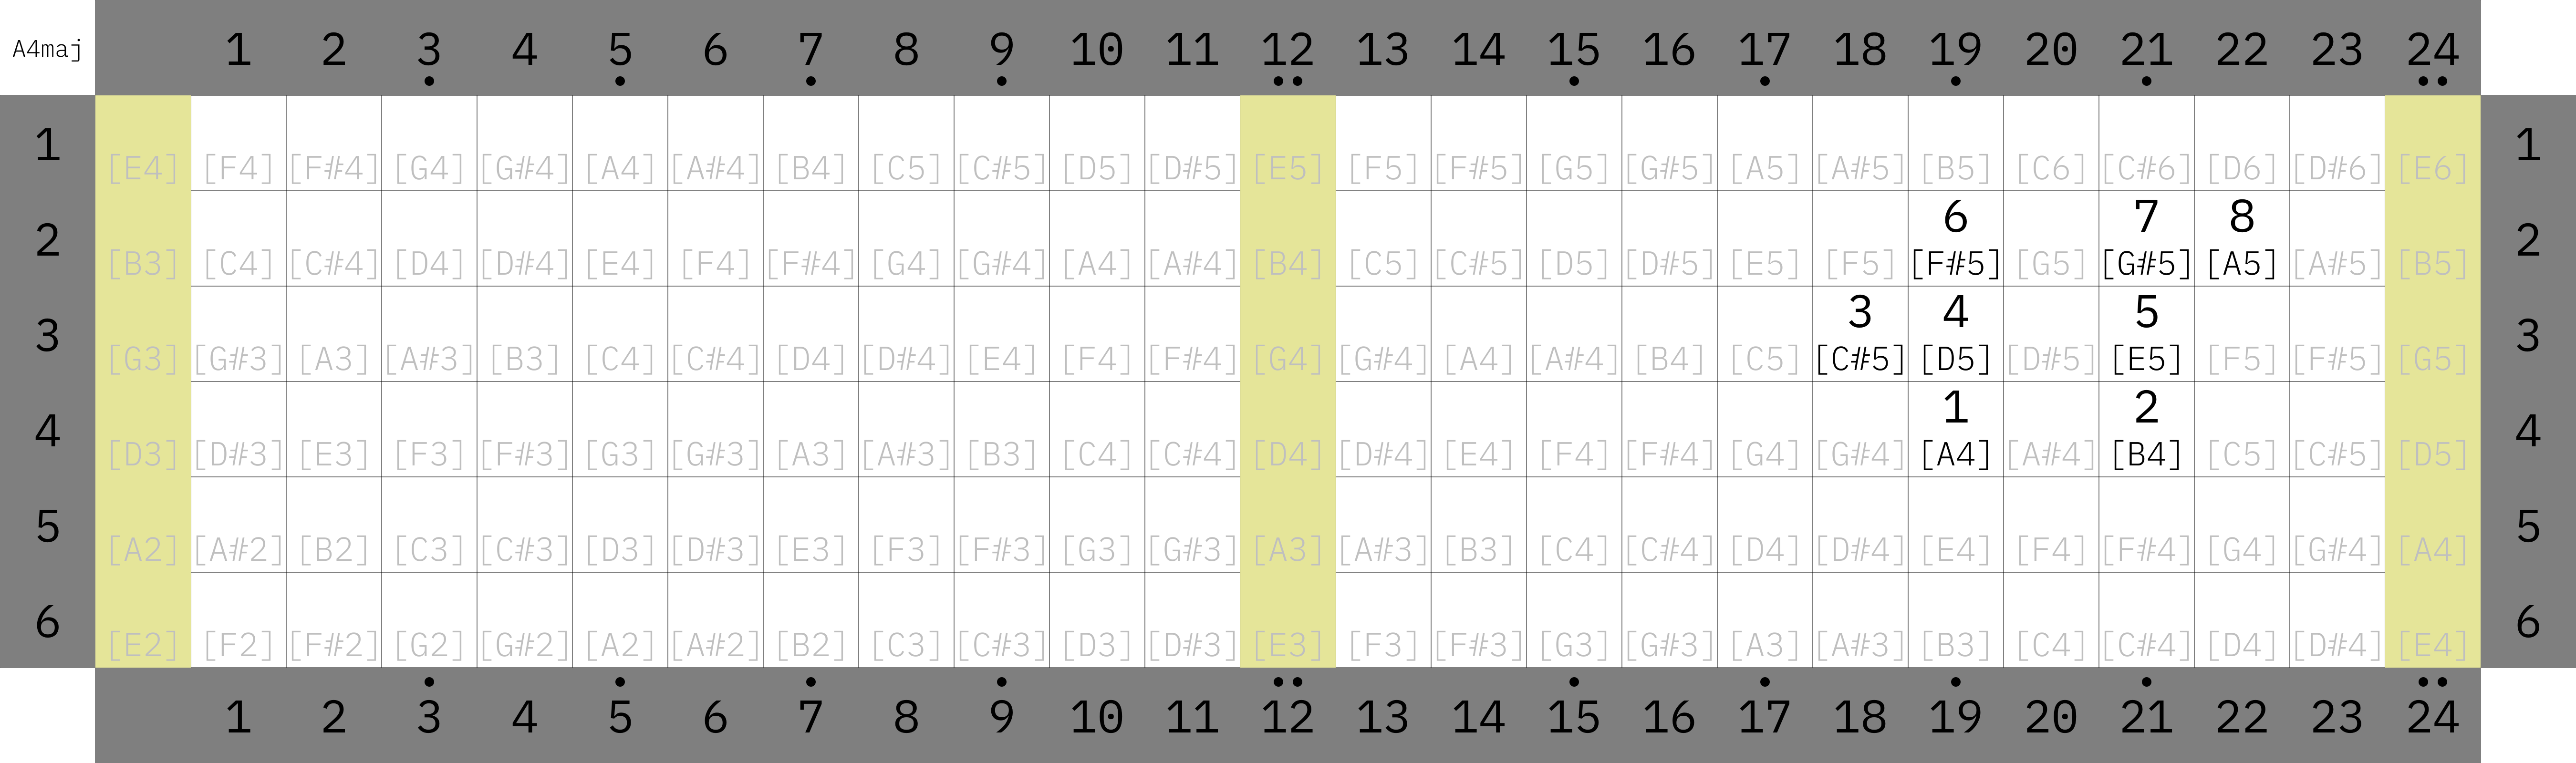 A4maj 1 2 3 4 5 6 7 8 9 10 11 12 13 14 15 16 17 18 19 20 21 22 23 24
1 [E4] [F4] [F#4] [G4] [G#4] [A4] [A#4] [B4] [C5] [C#5] [D5] [D#5] [E5] [F5] [F#5] [G5] [G#5] [A5] [A#5] [B5] [C6] [C#6] [D6] [D#6] [E6] 1
6 7 8
2 [B3] [C4] [C#4] [D4] [D#4] [E4] [F4] [F#4] [G4] [G#4] [A4] [A#4] [B4] [C5] [C#5] [D5] [D#5] [E5] [F5] [F#5] [G5] [G#5] [A5] [A#5] [B5] 2
3 4 5
3 [G3] [G#3] [A3] [A#3] [B3] [C4] [C#4] [D4] [D#4] [E4] [F4] [F#4] [G4] [G#4] [A4] [A#4] [B4] [C5] [C#5] [D5] [D#5] [E5] [F5] [F#5] [G5] 3
1 2
4 [D3] [D#3] [E3] [F3] [F#3] [G3] [G#3] [A3] [A#3] [B3] [C4] [C#4] [D4] [D#4] [E4] [F4] [F#4] [G4] [G#4] [A4] [A#4] [B4] [C5] [C#5] [D5] 4
5 [A2] [A#2] [B2] [C3] [C#3] [D3] [D#3] [E3] [F3] [F#3] [G3] [G#3] [A3] [A#3] [B3] [C4] [C#4] [D4] [D#4] [E4] [F4] [F#4] [G4] [G#4] [A4] 5
6 [E2] [F2] [F#2] [G2] [G#2] [A2] [A#2] [B2] [C3] [C#3] [D3] [D#3] [E3] [F3] [F#3] [G3] [G#3] [A3] [A#3] [B3] [C4] [C#4] [D4] [D#4] [E4] 6
1 2 3 4 5 6 7 8 9 10 11 12 13 14 15 16 17 18 19 20 21 22 23 24